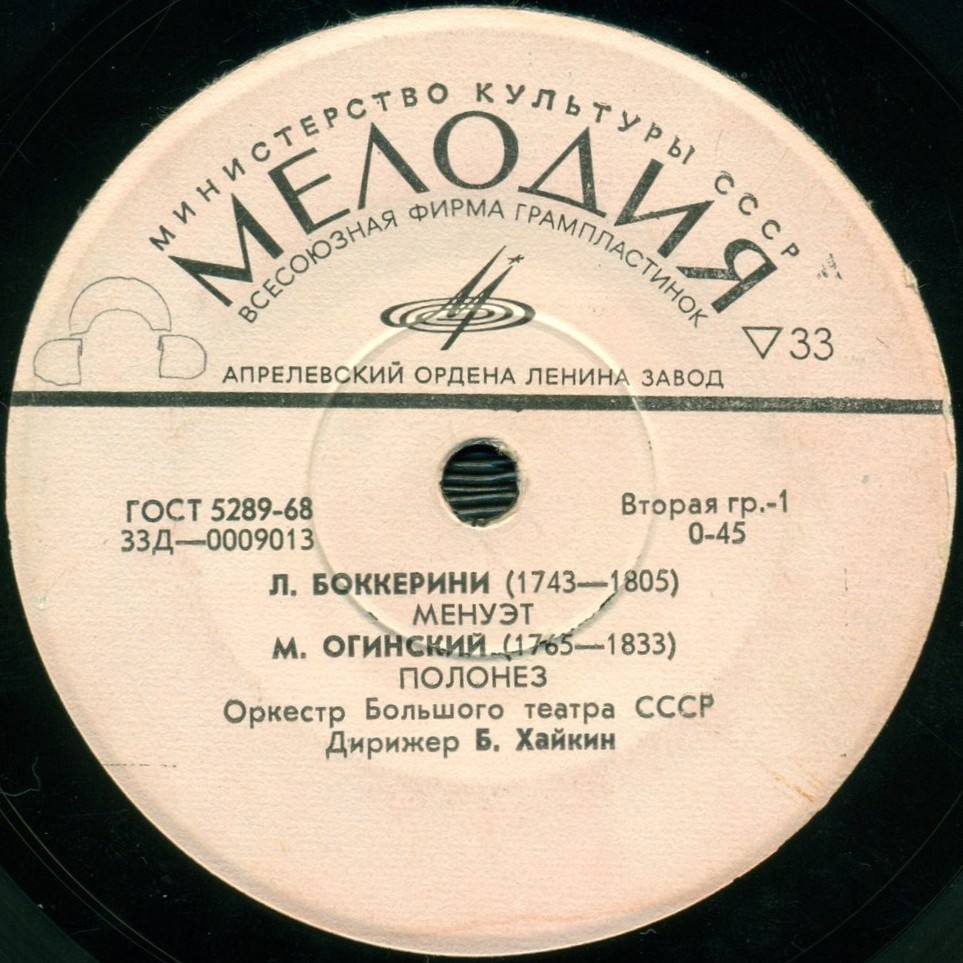 МИНИСТЕРСТВО КУЛЬТУРЫ СССР
МЕЛОДИЯ
ВСЕСОЮЗНАЯ ФИРМА ГРАМПЛАСТИНОК
▽33
АПРЕЛЕВСКИЙ ОРДЕНА ЛЕНИНА ЗАВОД
ГОСТ 5289-68
33Д—0009013
Вторая гр.-1
0-45
Л. БОККЕРИНИ (1743—1805)
МЕНУЭТ
М. ОГИНСКИЙ (1765—1833)
ПОЛОНЕЗ
Оркестр Большого театра СССР
Дирижер Б. Хайкин